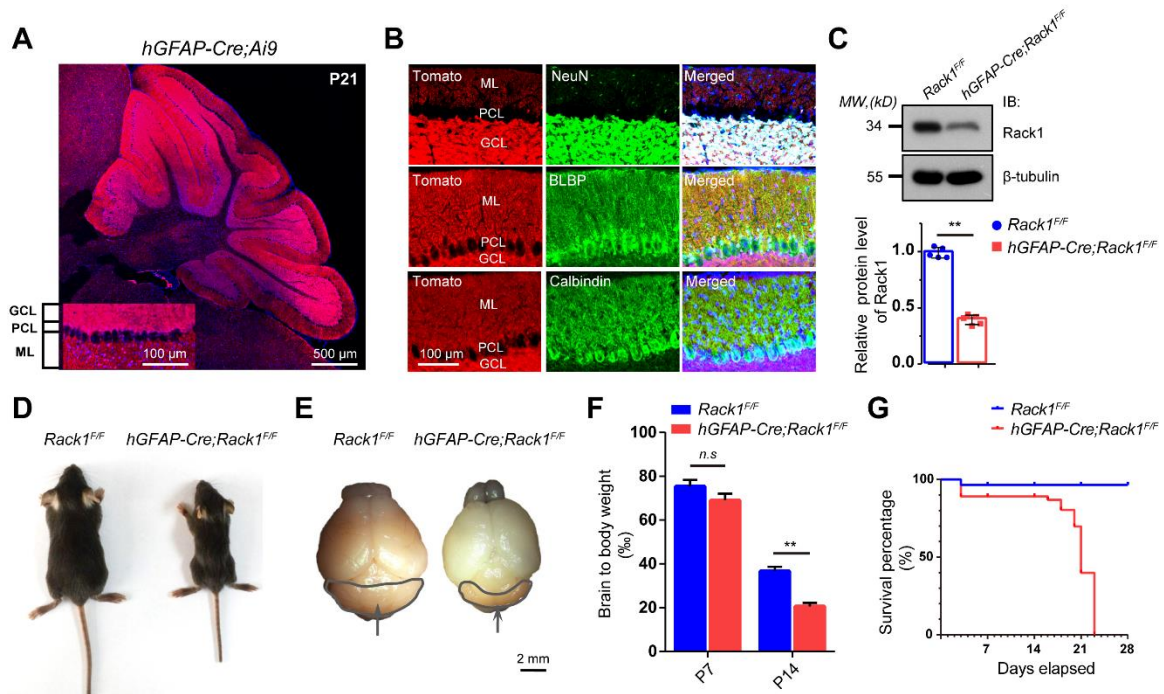 A
hGFAP-Cre;Ai9
P21
GCL
PCL
ML
100 μm
500 μm
B
Tomato
NeuN
Merged
ML
PCL
GCL
Tomato
BLBP
Merged
ML
PCL
GCL
Tomato
Calbindin
Merged
ML
PCL
GCL
100 μm
C
Rack1F/F
hGFAP-Cre;Rack1F/F
MW,(kD)
IB:
34
Rack1
55
β-tubulin
Rack1F/F
hGFAP-Cre;Rack1F/F
**
1.0
0.5
0.0
Relative protein level
of Rack1
D
Rack1F/F
hGFAP-Cre;Rack1F/F
E
Rack1F/F
hGFAP-Cre;Rack1F/F
2 mm
F
Rack1F/F
hGFAP-Cre;Rack1F/F
100
80
60
40
20
0
Brain to body weight
(‰)
n.s
**
P7
P14
G
Rack1F/F
hGFAP-Cre;Rack1F/F
100
50
0
Survival percentage
(%)
7
14
21
28
Days elapsed